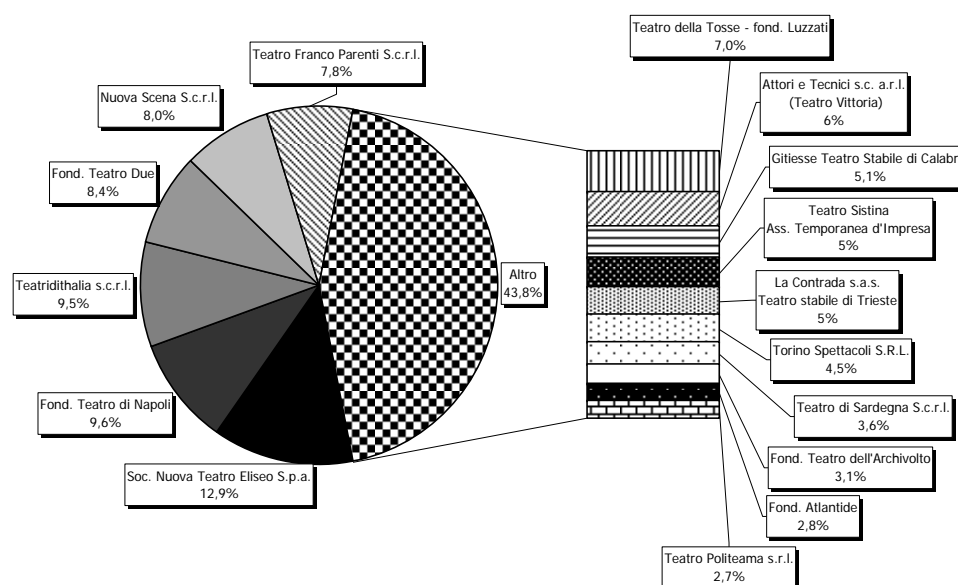 Teatro Franco Parenti S.c.r.l.
7,8%
Nuova Scena S.c.r.l.
8,0%
Fond. Teatro Due
8,4%
Teatridithalia s.c.r.l.
9,5%
Fond. Teatro di Napoli
9,6%
Soc. Nuova Teatro Eliseo S.p.a.
12,9%
Altro
43,8%
Teatro della Tosse - fond. Luzzati
7,0%
Attori e Tecnici s.c. a.r.l.
(Teatro Vittoria)
6%
Gitiesse Teatro Stabile di Calabr
5,1%
Teatro Sistina
Ass. Temporanea d'Impresa
5%
La Contrada s.a.s.
Teatro stabile di Trieste
5%
Torino Spettacoli S.R.L.
4,5%
Teatro di Sardegna S.c.r.l.
3,6%
Fond. Teatro dell'Archivolto
3,1%
Fond. Atlantide
2,8%
Teatro Politeama s.r.l.
2,7%